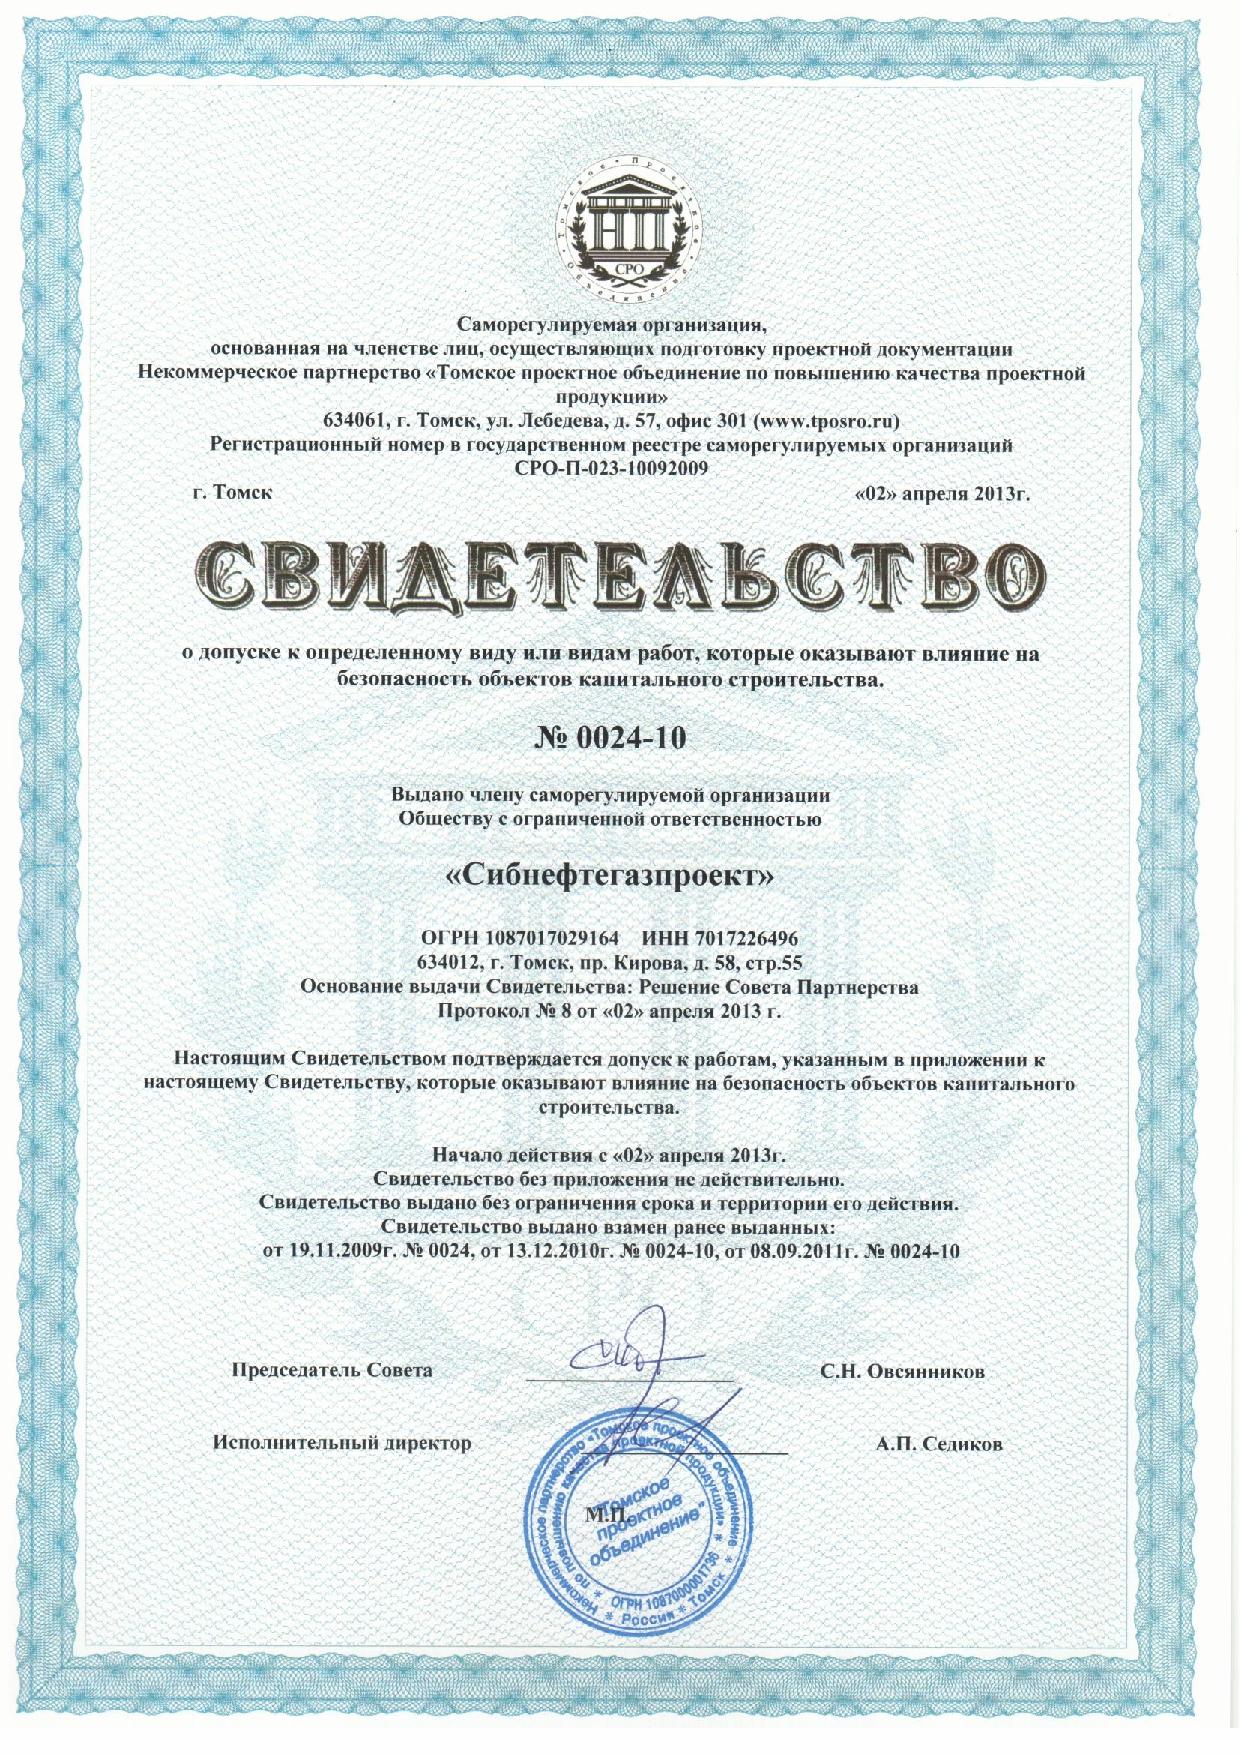 Томское • Проектное • Объединение •
НП
СРО
Саморегулируемая организация,
основанная на членстве лиц, осуществляющих подготовку проектной документации
Некоммерческое партнерство «Томское проектное объединение по повышению качества проектной
продукции»
634061, г. Томск, ул. Лебедева, д. 57, офис 301 (www.tposro.ru)
Регистрационный номер в государственном реестре саморегулируемых организаций
СРО-П-023-10092009
г. Томск «02» апреля 2013г.
СВИДЕТЕЛЬСТВО
о допуске к определенному виду или видам работ, которые оказывают влияние на
безопасность объектов капитального строительства.
№ 0024-10
Выдано члену саморегулируемой организации
Обществу с ограниченной ответственностью
«Сибнефтегазпроект»
ОГРН 1087017029164 ИНН 7017226496
634012, г. Томск, пр. Кирова, д. 58, стр.55
Основание выдачи Свидетельства: Решение Совета Партнерства
Протокол № 8 от «02» апреля 2013 г.
Настоящим Свидетельством подтверждается допуск к работам, указанным в приложении к
настоящему Свидетельству, которые оказывают влияние на безопасность объектов капитального
строительства.
Начало действия с «02» апреля 2013г.
Свидетельство без приложения не действительно.
Свидетельство выдано без ограничения срока и территории его действия.
Свидетельство выдано взамен ранее выданных:
от 19.11.2009г. № 0024, от 13.12.2010г. № 0024-10, от 08.09.2011г. № 0024-10
Председатель Совета С.Н. Овсянников
Исполнительный директор А.П. Седиков
М.П.
Некоммерческое партнерство «Томское проектное объединение
по повышению качества проектной продукции»
"Томское
проектное
объединение"
ОГРН 1087000001736
Россия * Томск